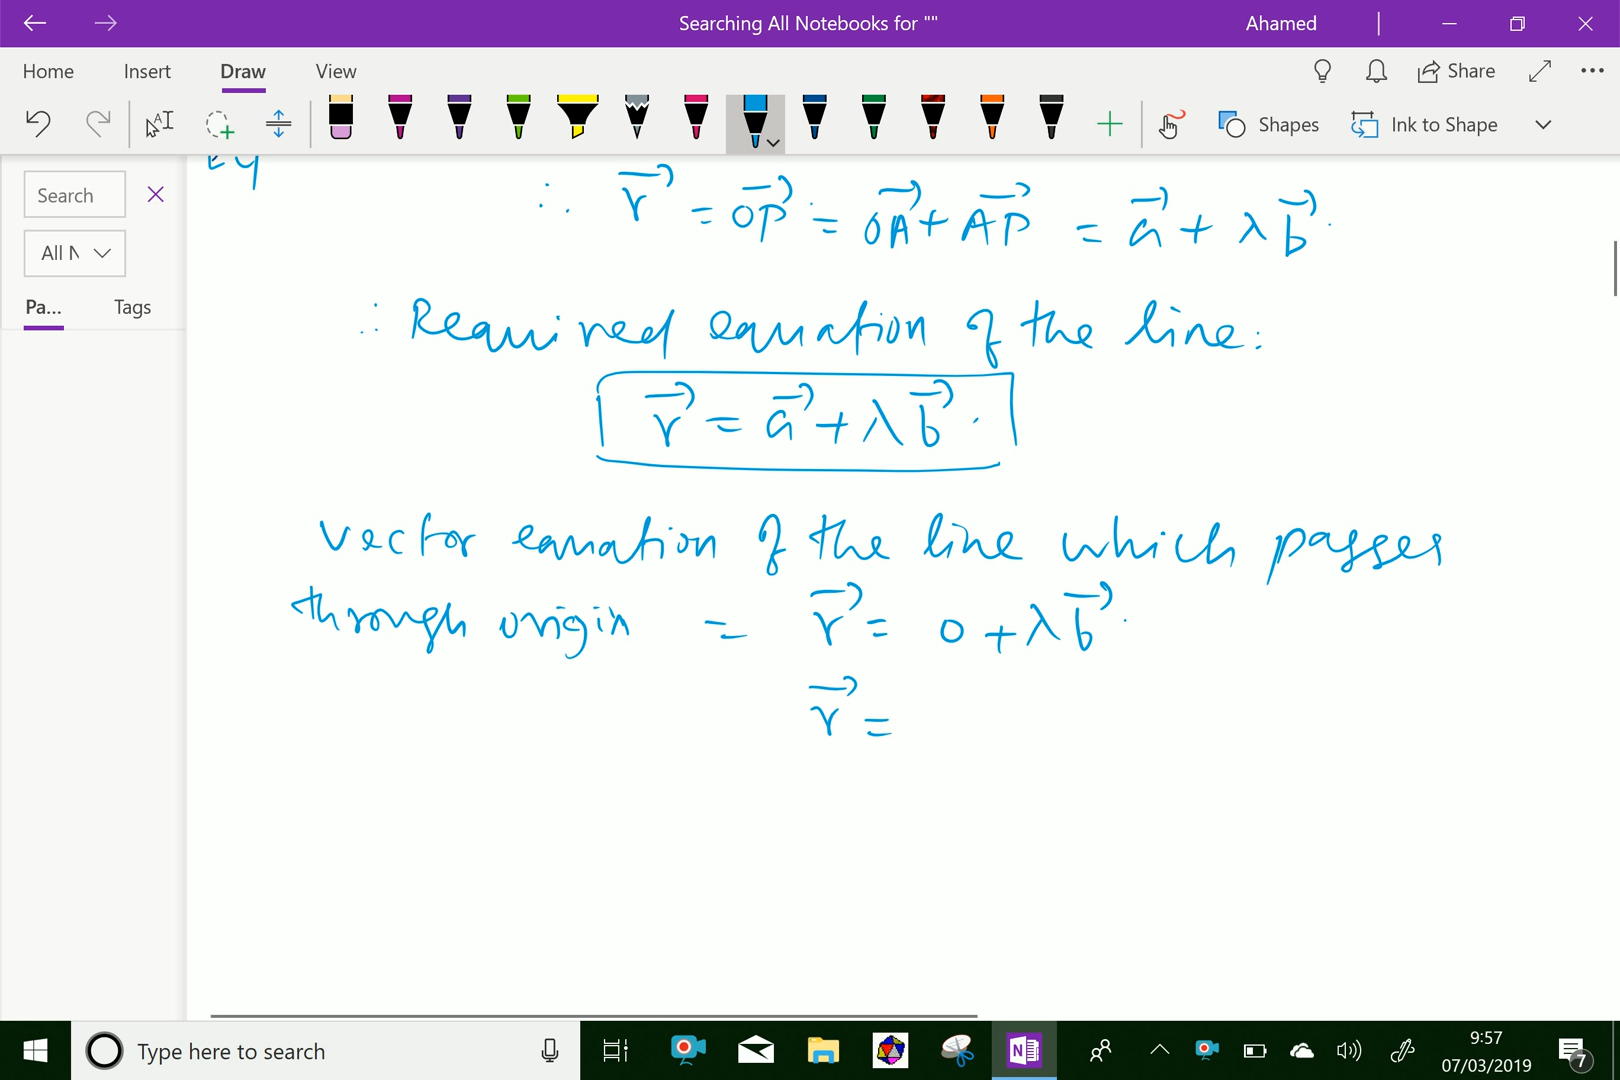 Searching All Notebooks for ""
Ahamed
Home Insert Draw View
Share
Shapes
Ink to Shape
Search
All N
Pa... Tags
∴ r⃗ = OP⃗ = OA⃗ + AP⃗ = a⃗ + λb⃗.
∴ Required equation of the line:
r⃗ = a⃗ + λb⃗.
Vector equation of the line which passes
through origin = r⃗ = 0 + λb⃗.
r⃗ =
Type here to search
9:57
07/03/2019
7